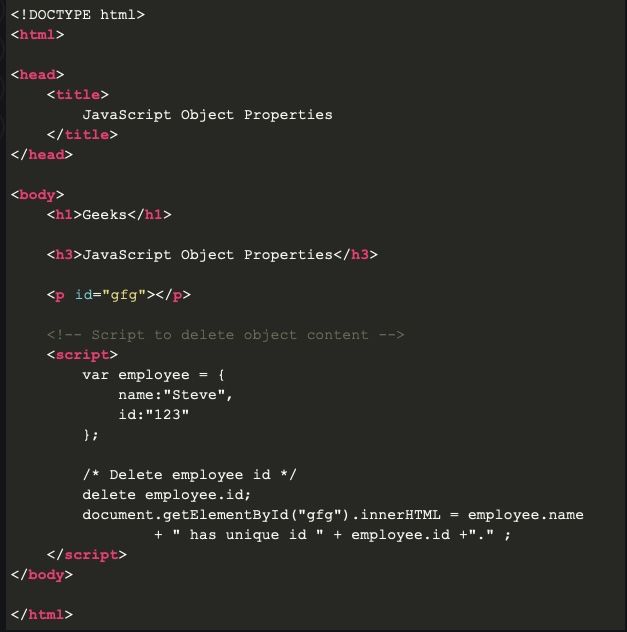 <!DOCTYPE html>
<html>
<head>
<title>
JavaScript Object Properties
</title>
</head>
<body>
<h1>Geeks</h1>
<h3>JavaScript Object Properties</h3>
<p id="gfg"></p>
<!-- Script to delete object content -->
<script>
var employee = {
name:"Steve",
id:"123"
};
/* Delete employee id */
delete employee.id;
document.getElementById("gfg").innerHTML = employee.name
+ " has unique id " + employee.id +"." ;
</script>
</body>
</html>